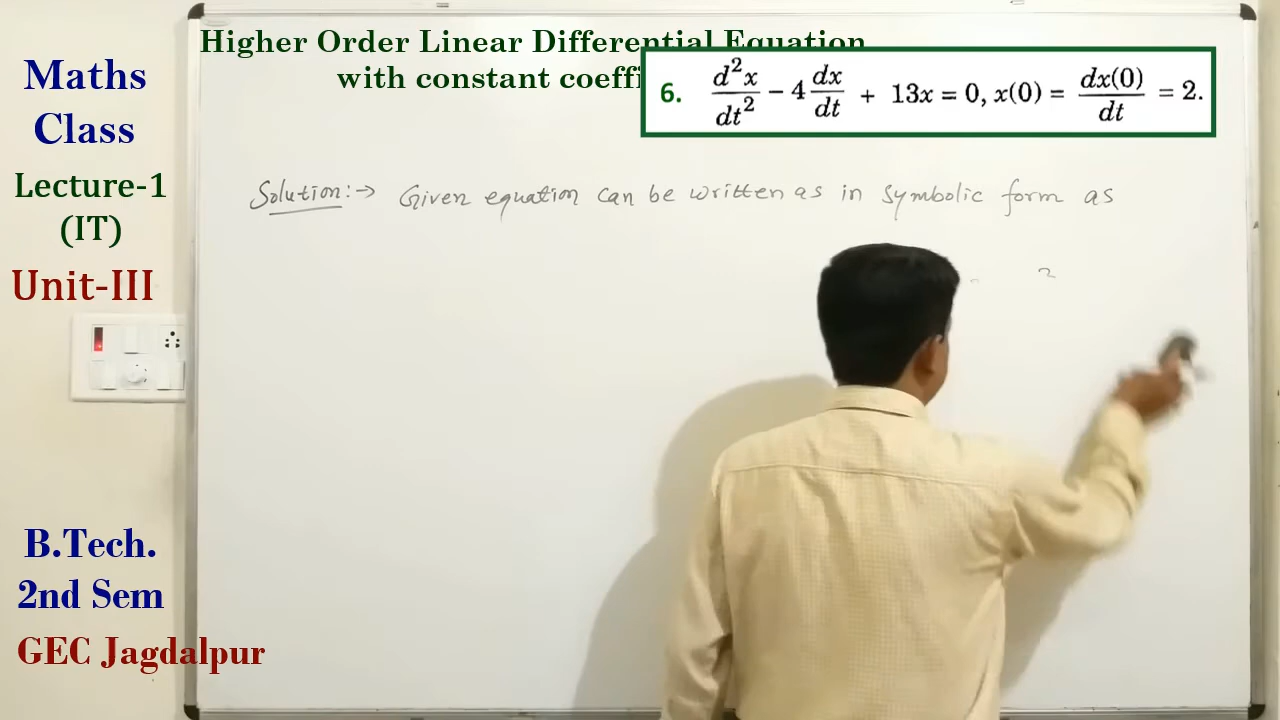 Higher Order Linear Differential Equation
with constant coeffi
Maths
Class
Lecture-1
(IT)
Unit-III
6. d²x/dt² − 4 dx/dt + 13x = 0, x(0) = dx(0)/dt = 2.
Solution:→ Given equation can be written as in symbolic form as
2
B.Tech.
2nd Sem
GEC Jagdalpur